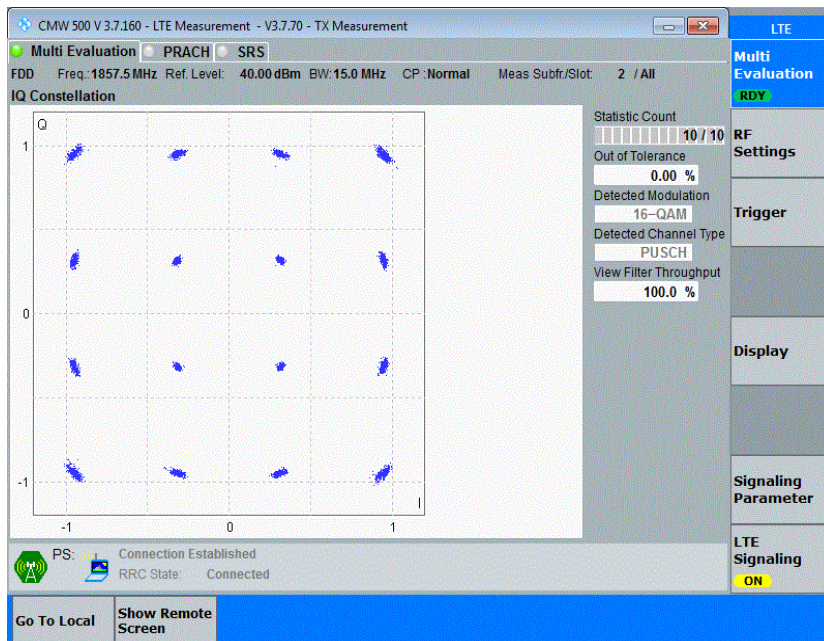 CMW 500 V 3.7.160 - LTE Measurement - V3.7.70 - TX Measurement
LTE
Multi Evaluation PRACH SRS
Multi
Evaluation
RDY
FDD Freq.: 1857.5 MHz Ref. Level: 40.00 dBm BW: 15.0 MHz CP : Normal Meas Subfr./Slot: 2 / All
IQ Constellation
Q
1
0
-1
I
-1 0 1
Statistic Count
10 / 10
Out of Tolerance
0.00 %
Detected Modulation
16-QAM
Detected Channel Type
PUSCH
View Filter Throughput
100.0 %
RF
Settings
Trigger
Display
Signaling
Parameter
LTE
Signaling
ON
PS: Connection Established
RRC State: Connected
Go To Local
Show Remote
Screen